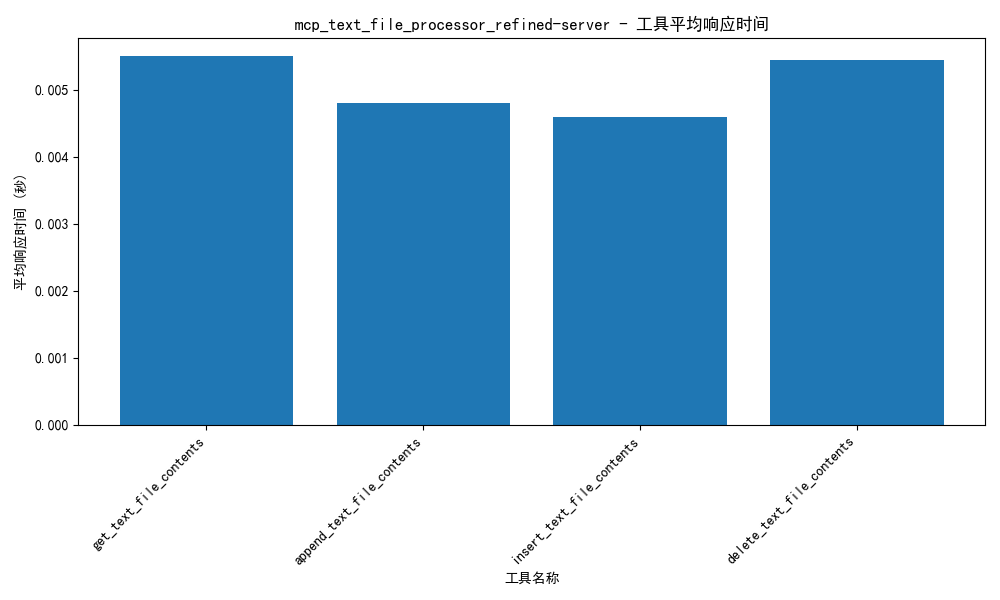 mcp_text_file_processor_refined-server - 工具平均响应时间
平均响应时间 (秒)
0.005
0.004
0.003
0.002
0.001
0.000
get_text_file_contents
append_text_file_contents
insert_text_file_contents
delete_text_file_contents
工具名称